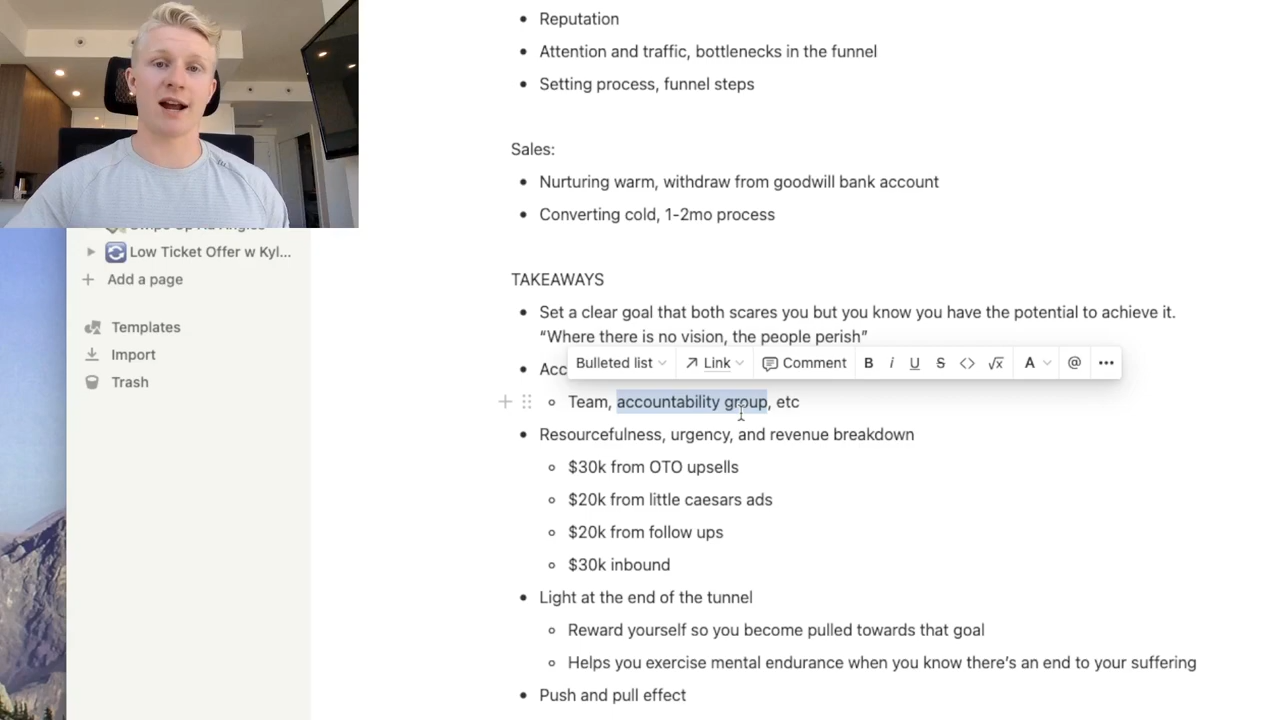 Reputation
Attention and traffic, bottlenecks in the funnel
Setting process, funnel steps
Sales:
Nurturing warm, withdraw from goodwill bank account
Converting cold, 1-2mo process
Low Ticket Offer w Kyl...
Add a page
Templates
Import
Trash
TAKEAWAYS
Set a clear goal that both scares you but you know you have the potential to achieve it.
“Where there is no vision, the people perish”
Bulleted list Link Comment B i U S <> √x A @ •••
Acc
Team, accountability group, etc
Resourcefulness, urgency, and revenue breakdown
$30k from OTO upsells
$20k from little caesars ads
$20k from follow ups
$30k inbound
Light at the end of the tunnel
Reward yourself so you become pulled towards that goal
Helps you exercise mental endurance when you know there’s an end to your suffering
Push and pull effect